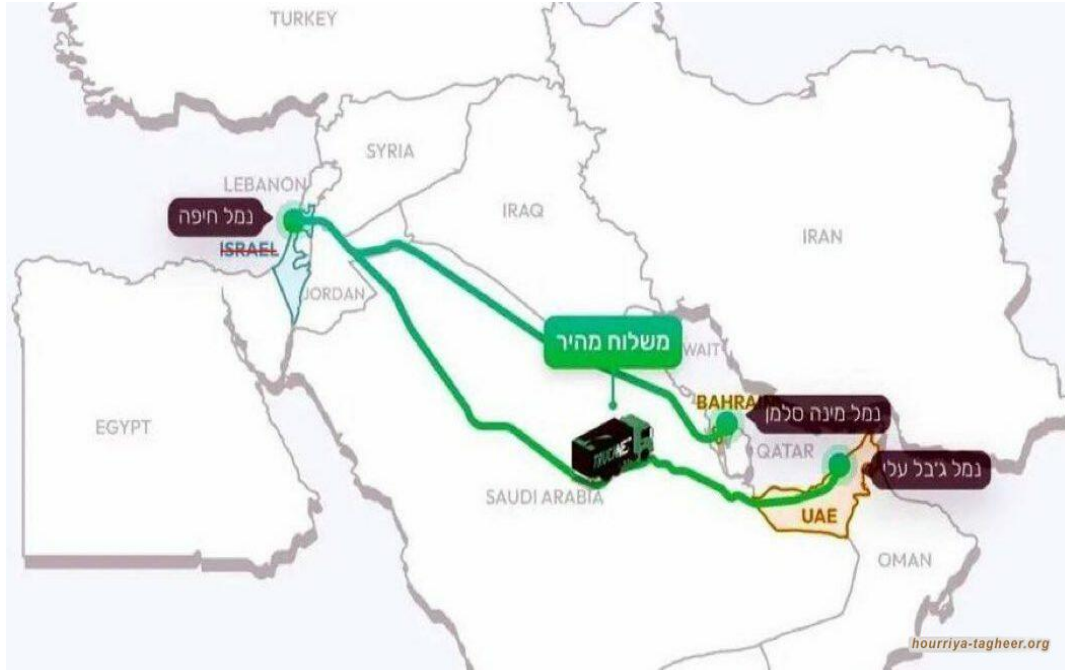 TURKEY
SYRIA
LEBANON
נמל חיפה
IRAQ
IRAN
ISRAEL
JORDAN
משלוח מהיר
WAIT
BAHRAIN
נמל מינה סלמן
EGYPT
QATAR
נמל ג'בל עלי
SAUDI ARABIA
UAE
OMAN
hourriya-tagheer.org